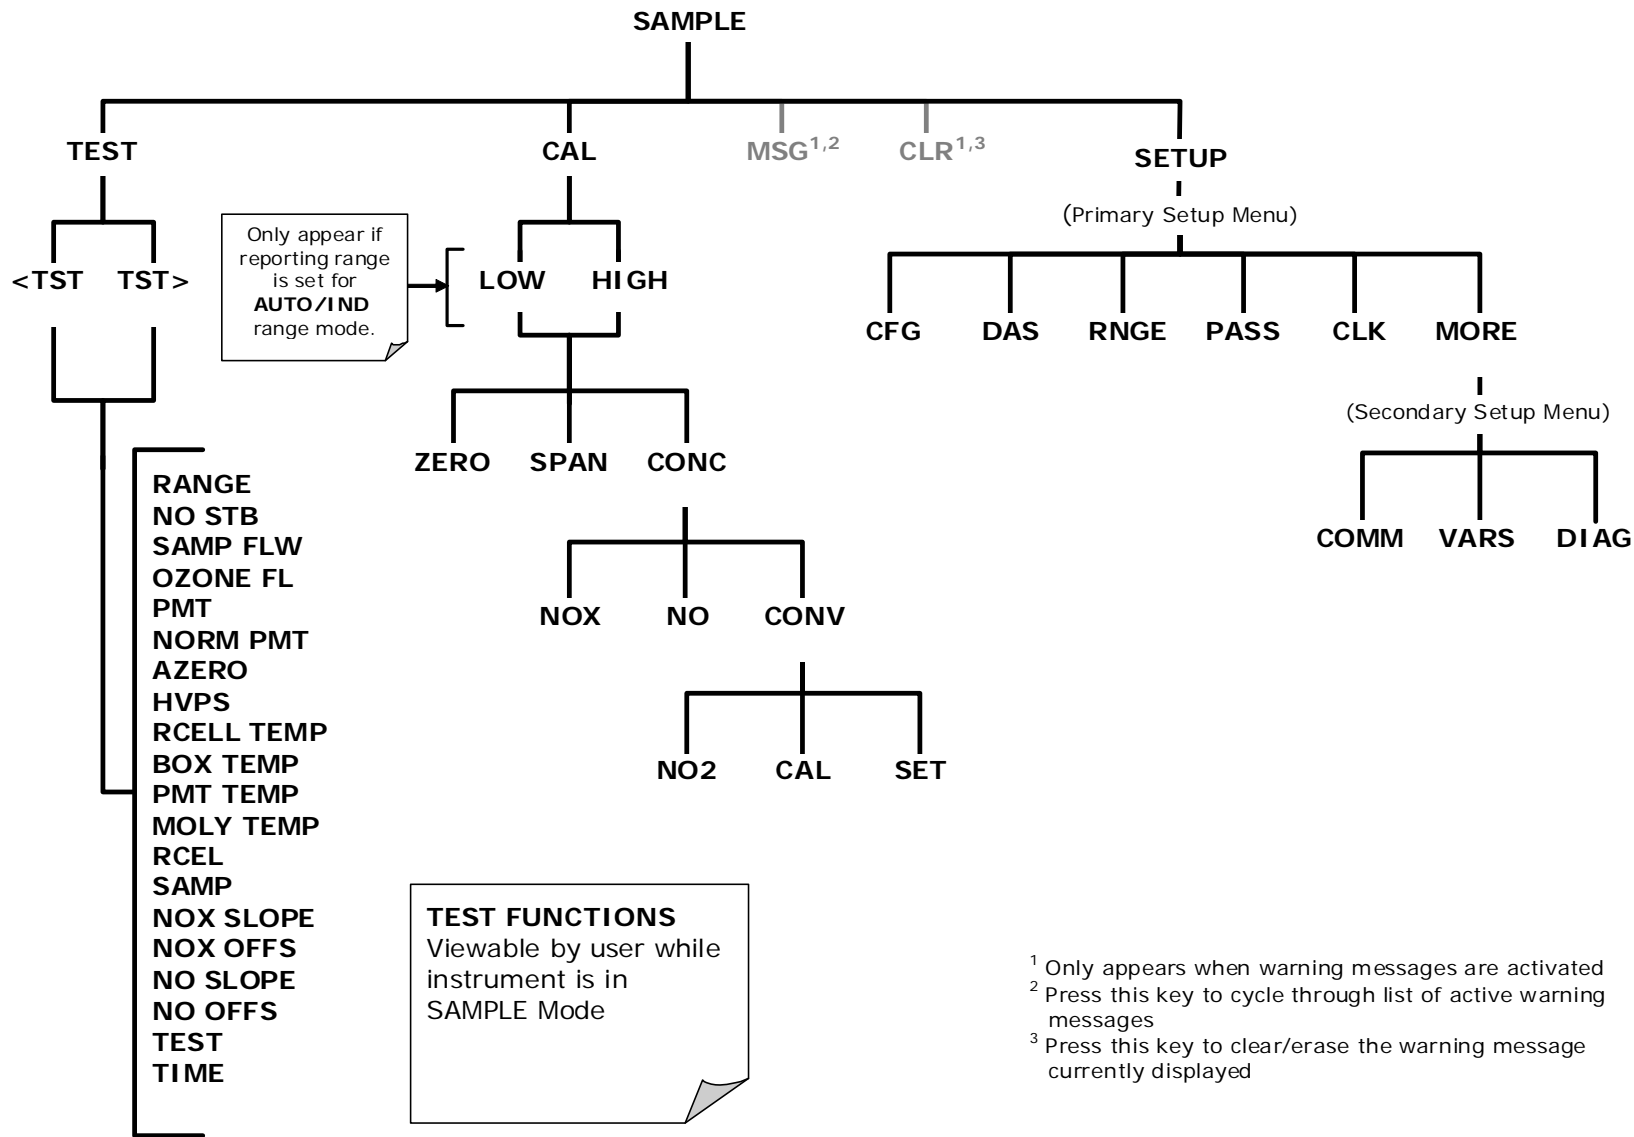 SAMPLE
TEST
CAL
MSG1,2
CLR1,3
SETUP
(Primary Setup Menu)
<TST TST>
Only appear if
reporting range
is set for
AUTO/IND
range mode.
LOW HIGH
CFG DAS RNGE PASS CLK MORE
(Secondary Setup Menu)
ZERO SPAN CONC
COMM VARS DIAG
NOX NO CONV
NO2 CAL SET
RANGE
NO STB
SAMP FLW
OZONE FL
PMT
NORM PMT
AZERO
HVPS
RCELL TEMP
BOX TEMP
PMT TEMP
MOLY TEMP
RCEL
SAMP
NOX SLOPE
NOX OFFS
NO SLOPE
NO OFFS
TEST
TIME
TEST FUNCTIONS
Viewable by user while
instrument is in
SAMPLE Mode
1 Only appears when warning messages are activated
2 Press this key to cycle through list of active warning
messages
3 Press this key to clear/erase the warning message
currently displayed